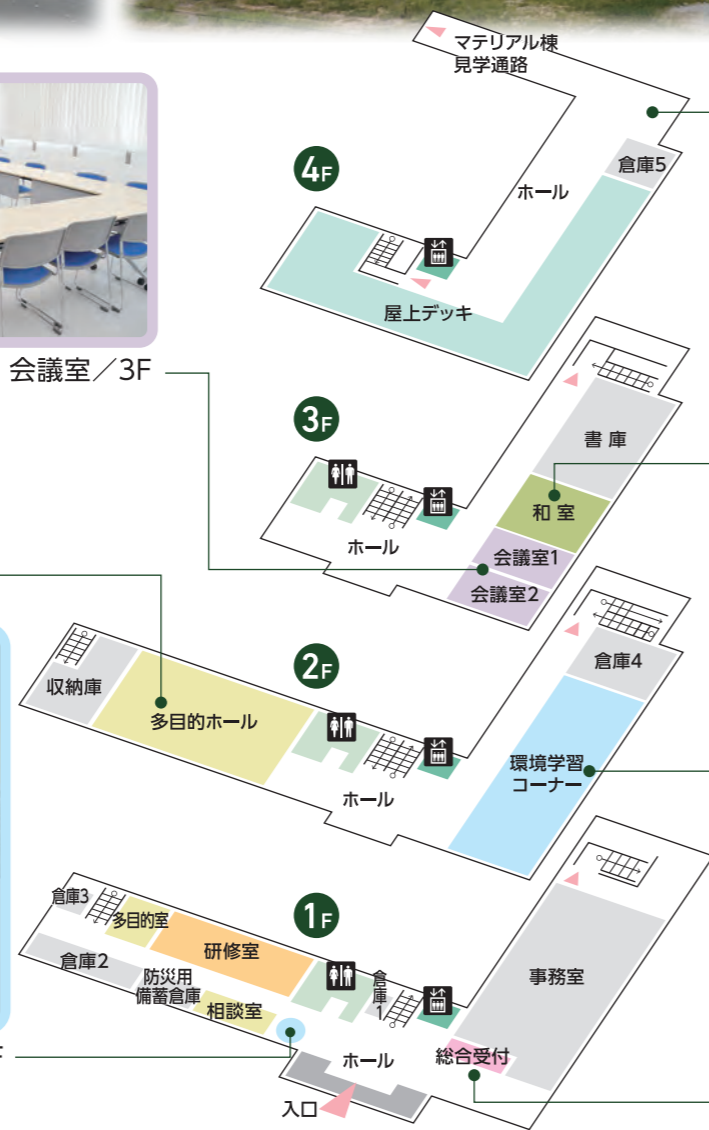 マテリアル棟
見学通路
4F
倉庫5
ホール
屋上デッキ
会議室／3F
3F
書 庫
和 室
会議室1
会議室2
ホール
2F
倉庫4
収納庫
多目的ホール
環境学習
コーナー
ホール
1F
倉庫3
多目的室
研修室
倉庫2
防災用
備蓄倉庫
相談室
倉庫1
事務室
ホール
総合受付
入口